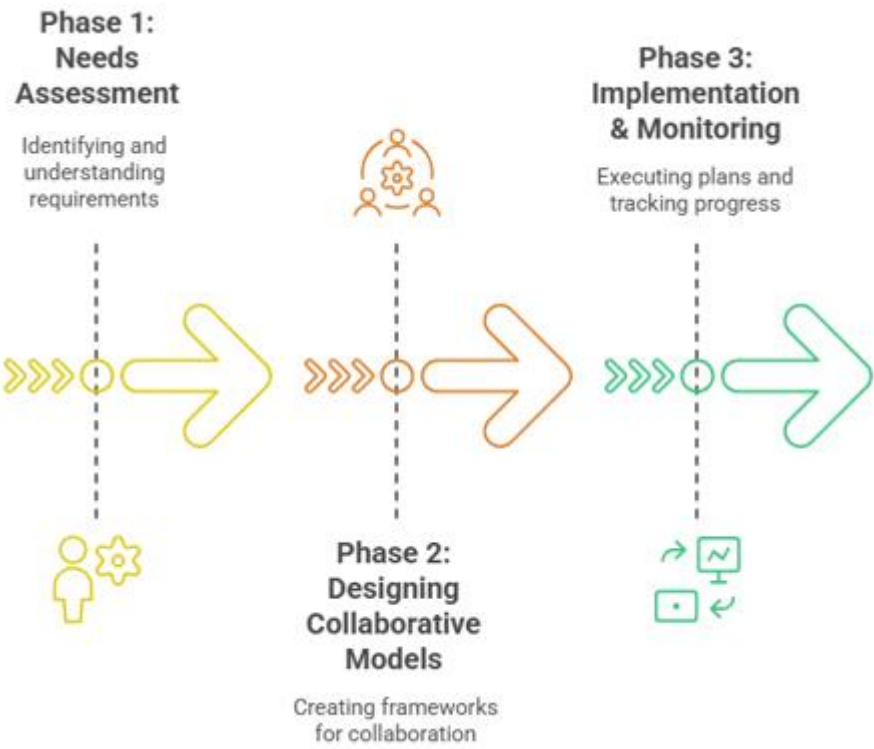 Phase 1:
Needs
Assessment
Identifying and
understanding
requirements
Phase 2:
Designing
Collaborative
Models
Creating frameworks
for collaboration
Phase 3:
Implementation
& Monitoring
Executing plans and
tracking progress